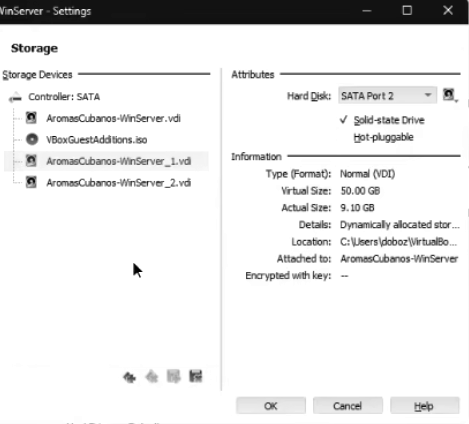 WinServer - Settings
Storage
Storage Devices
Controller: SATA
AromasCubanos-WinServer.vdi
VBoxGuestAdditions.iso
AromasCubanos-WinServer_1.vdi
AromasCubanos-WinServer_2.vdi
Attributes
Hard Disk: SATA Port 2
✓ Solid-state Drive
Hot-pluggable
Information
Type (Format): Normal (VDI)
Virtual Size: 50.00 GB
Actual Size: 9.10 GB
Details: Dynamically allocated stor...
Location: C:\Users\doboz\VirtualBo...
Attached to: AromasCubanos-WinServer
Encrypted with key: --
OK Cancel Help